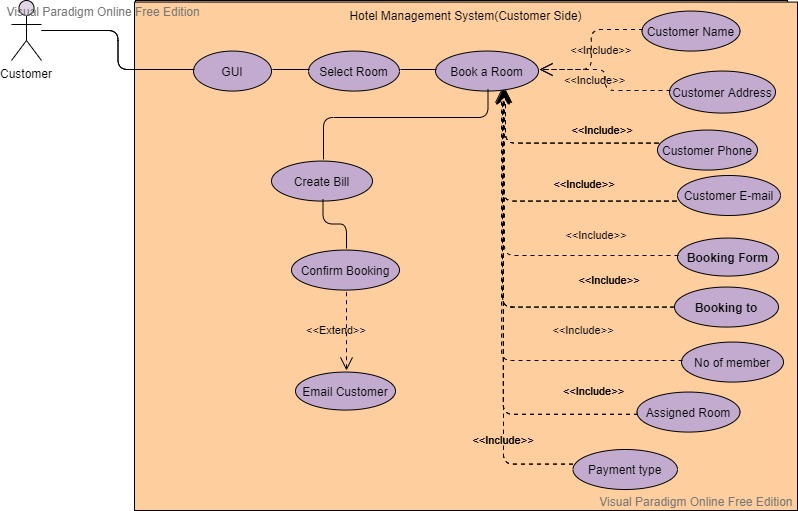 Visual Paradigm Online Free Edition
Hotel Management System(Customer Side)
Customer
GUI
Select Room
Book a Room
<<Include>>
Customer Name
<<Include>>
Customer Address
<<Include>>
Customer Phone
<<Include>>
Customer E-mail
<<Include>>
Booking Form
<<Include>>
Booking to
<<Include>>
No of member
<<Include>>
Assigned Room
<<Include>>
Payment type
Create Bill
Confirm Booking
<<Extend>>
Email Customer
Visual Paradigm Online Free Edition